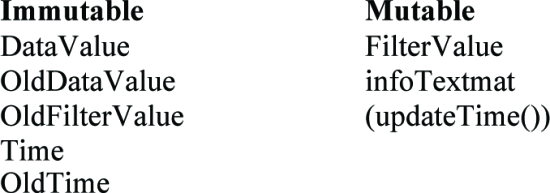 Immutable Mutable
DataValue FilterValue
OldDataValue infoTextmat
OldFilterValue (updateTime())
Time
OldTime